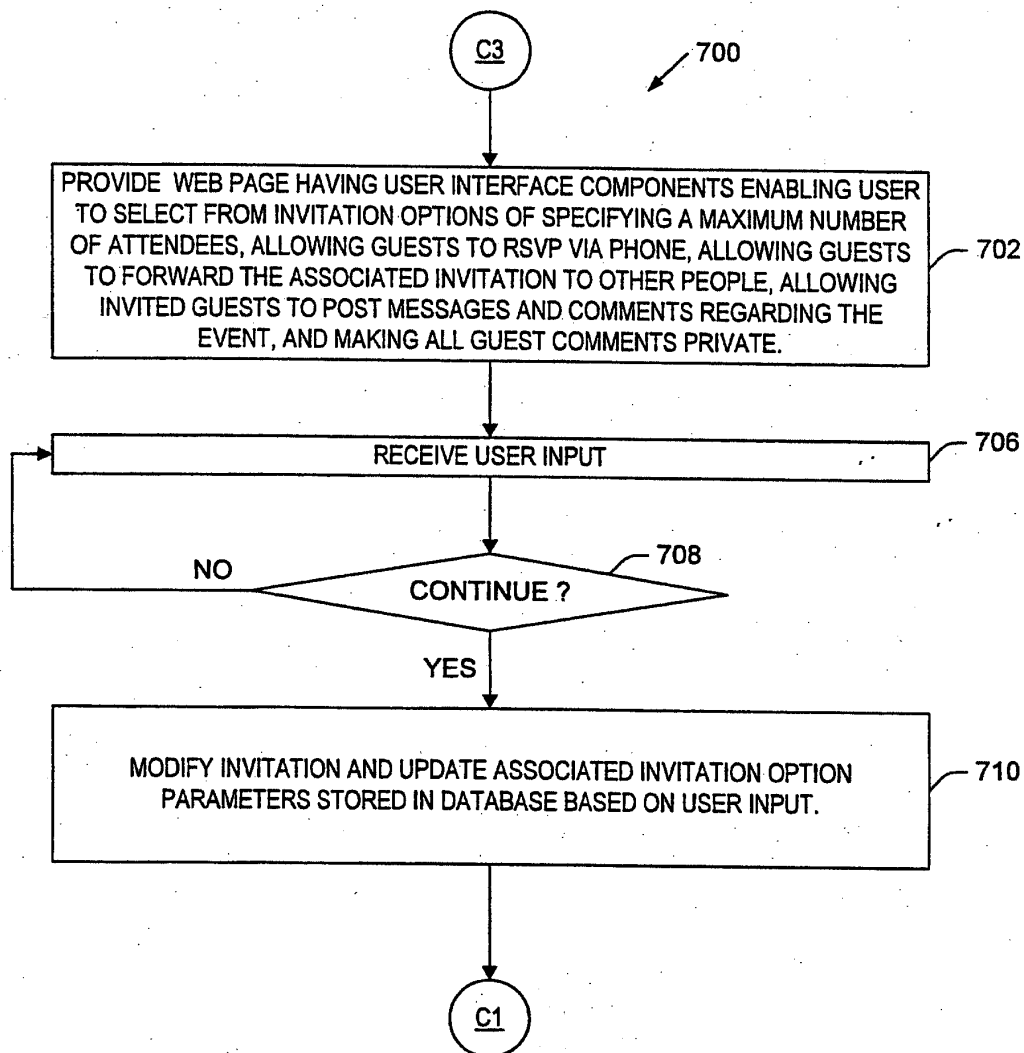 C3
700
PROVIDE WEB PAGE HAVING USER INTERFACE COMPONENTS ENABLING USER
TO SELECT FROM INVITATION OPTIONS OF SPECIFYING A MAXIMUM NUMBER
OF ATTENDEES, ALLOWING GUESTS TO RSVP VIA PHONE, ALLOWING GUESTS
TO FORWARD THE ASSOCIATED INVITATION TO OTHER PEOPLE, ALLOWING
INVITED GUESTS TO POST MESSAGES AND COMMENTS REGARDING THE
EVENT, AND MAKING ALL GUEST COMMENTS PRIVATE.
702
RECEIVE USER INPUT
706
708
NO
CONTINUE ?
YES
MODIFY INVITATION AND UPDATE ASSOCIATED INVITATION OPTION
PARAMETERS STORED IN DATABASE BASED ON USER INPUT.
710
C1